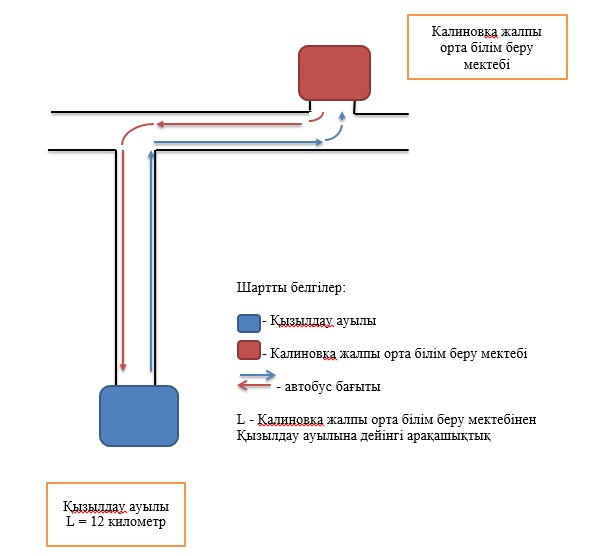 Калиновқа жалпы
орта білім беру
мектебі
Шартты белгілер:
- Қызылдау ауылы
- Калиновка жалпы орта білім беру мектебі
- автобус бағыты
L - Калиновка жалпы орта білім беру мектебінен
Қызылдау ауылына дейінгі арақашықтық
Қызылдау ауылы
L = 12 километр